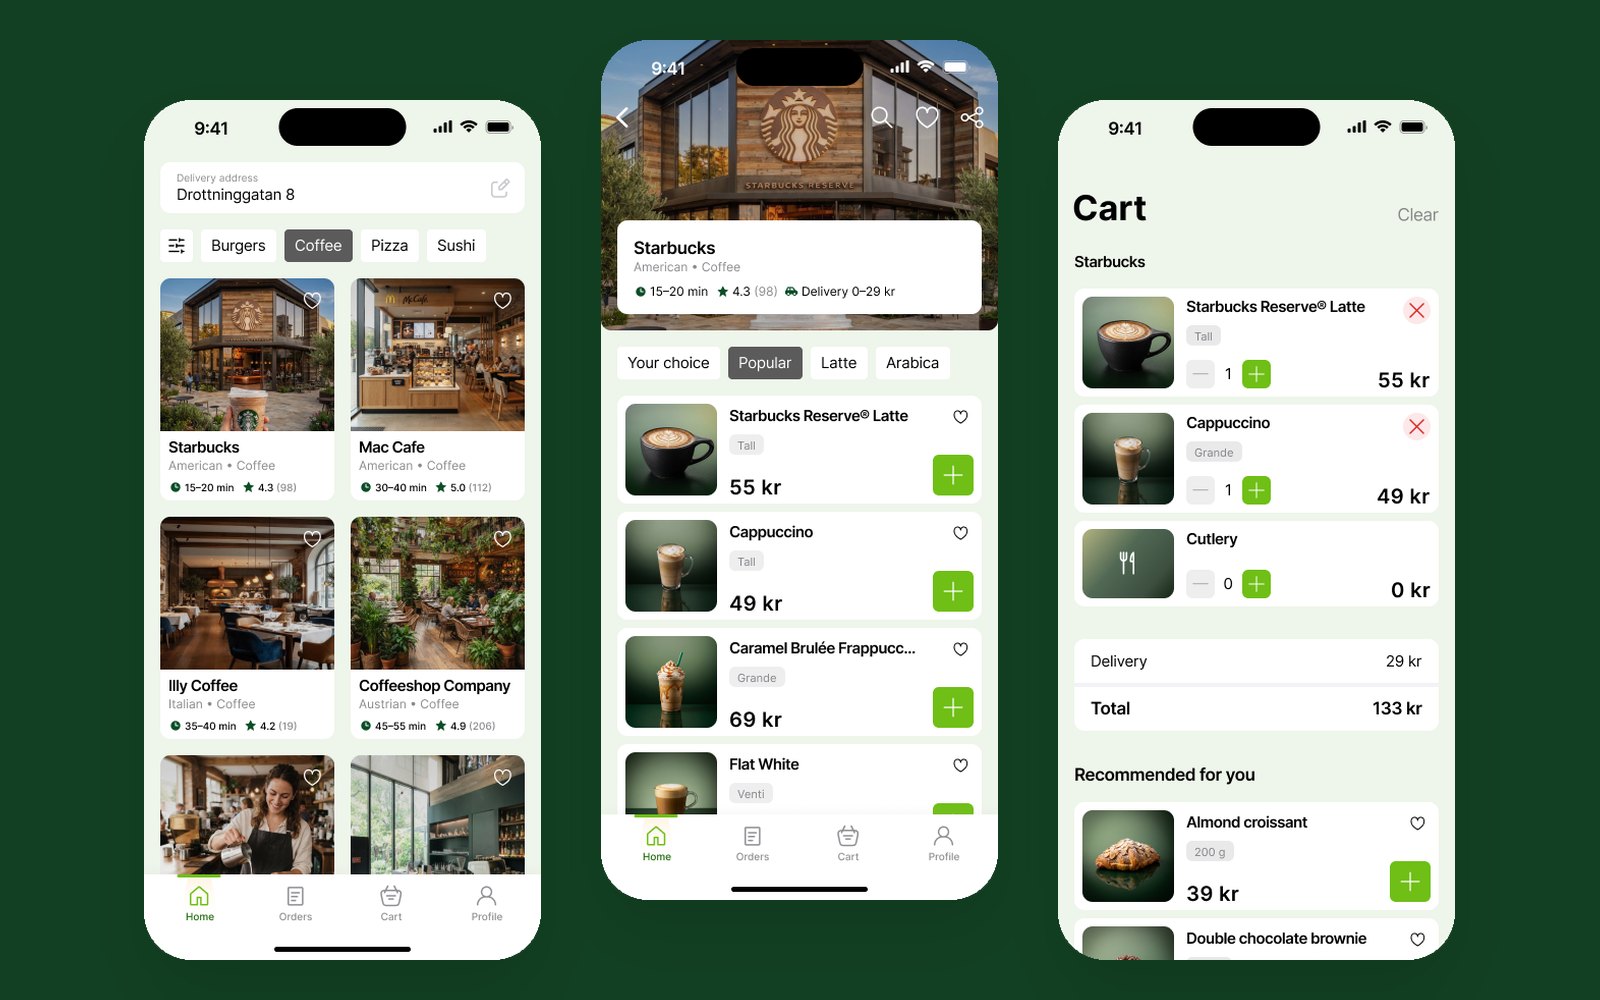 9:41
Delivery address
Drottninggatan 8
Burgers
Coffee
Pizza
Sushi
Starbucks
American • Coffee
15–20 min 4.3 (98)
McCafé
Mac Cafe
American • Coffee
30–40 min 5.0 (112)
Illy Coffee
Italian • Coffee
35–40 min 4.2 (19)
Coffeeshop Company
Austrian • Coffee
45–55 min 4.9 (206)
Home
Orders
Cart
Profile
9:41
STARBUCKS RESERVE
Starbucks
American • Coffee
15–20 min 4.3 (98) Delivery 0–29 kr
Your choice
Popular
Latte
Arabica
Starbucks Reserve® Latte
Tall
55 kr
Cappuccino
Tall
49 kr
Caramel Brulée Frappucc...
Grande
69 kr
Flat White
Venti
Home
Orders
Cart
Profile
9:41
Cart
Clear
Starbucks
Starbucks Reserve® Latte
Tall
1
55 kr
Cappuccino
Grande
1
49 kr
Cutlery
0
0 kr
Delivery 29 kr
Total 133 kr
Recommended for you
Almond croissant
200 g
39 kr
Double chocolate brownie